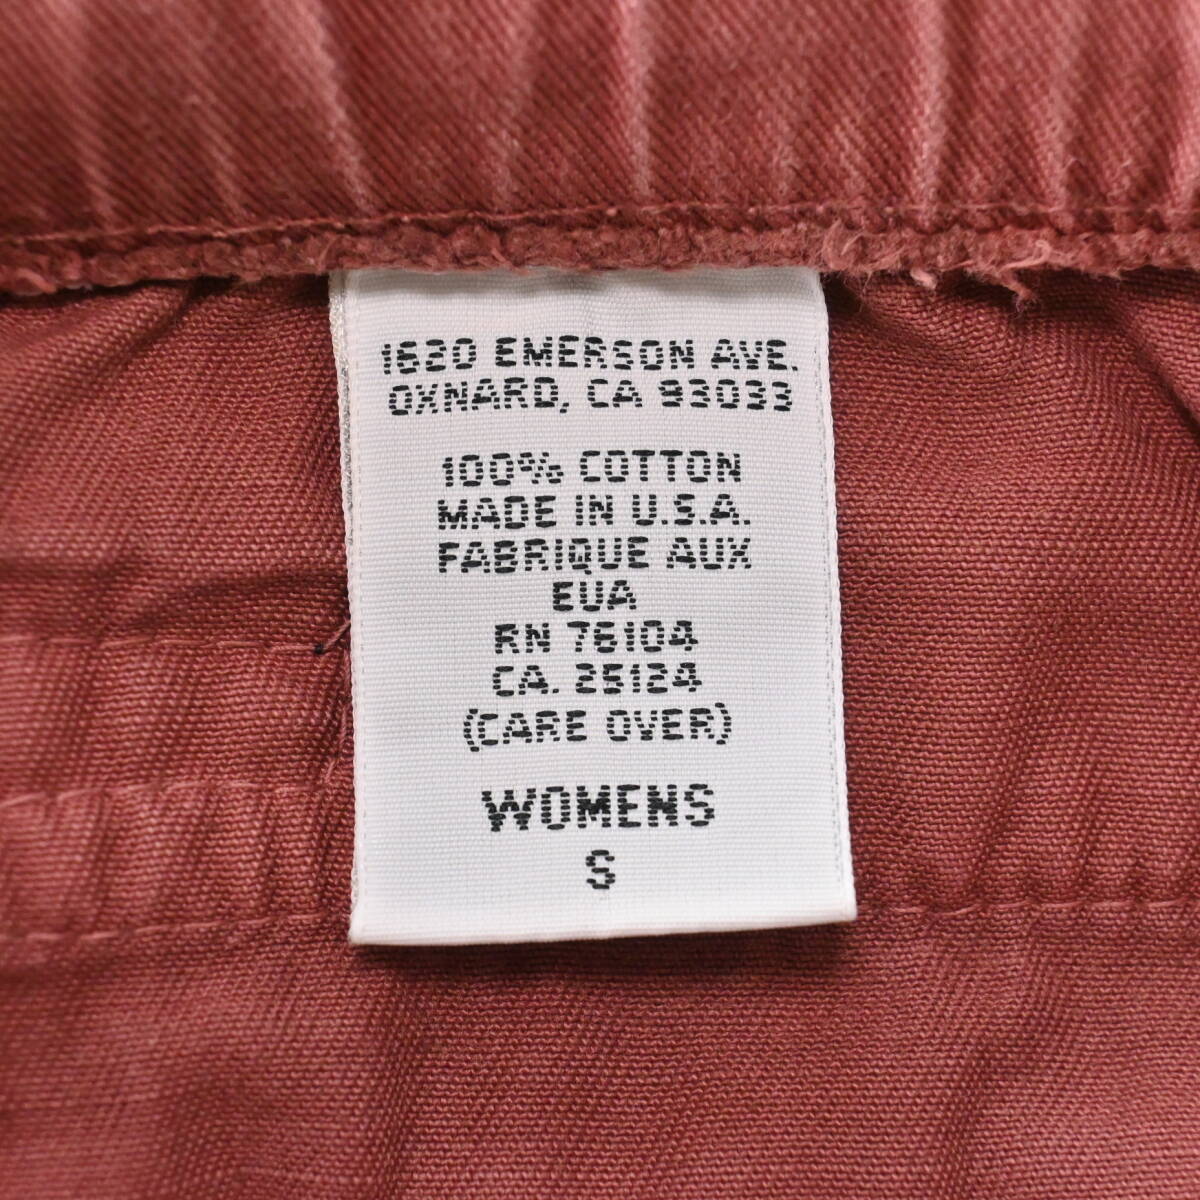 1620 EMERSON AVE.
OXNARD, CA 93033
100% COTTON
MADE IN U.S.A.
FABRIQUE AUX
EUA
RN 76104
CA. 25124
(CARE OVER)
WOMENS
S